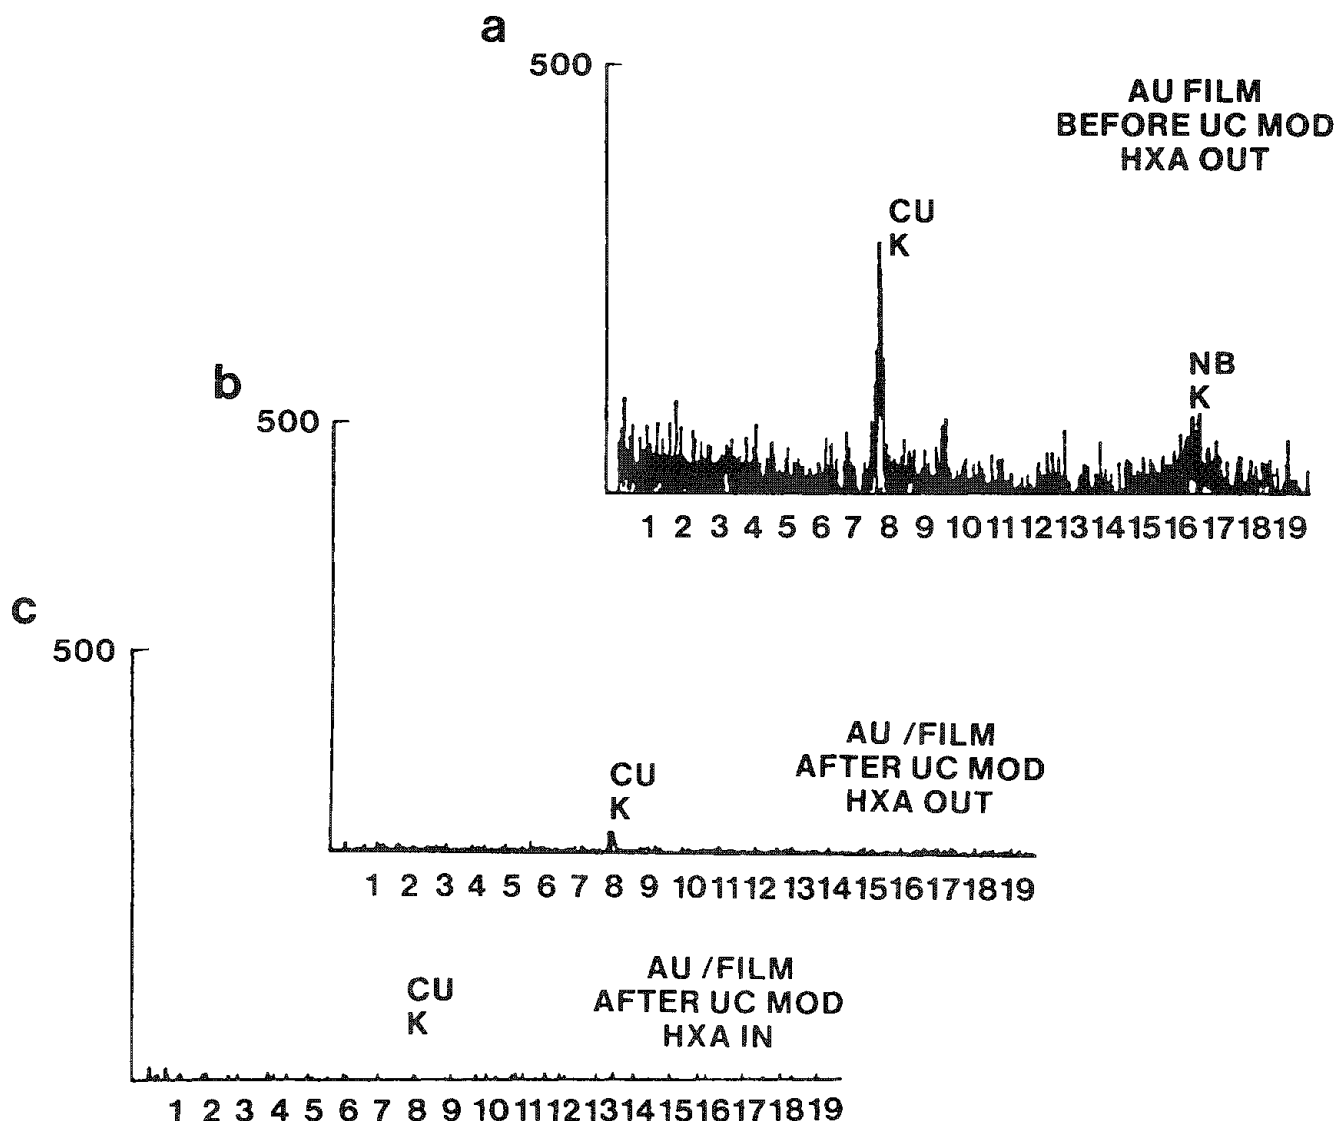 a
500
AU FILM
BEFORE UC MOD
HXA OUT
CU
K
NB
K
1 2 3 4 5 6 7 8 9 10 11 12 13 14 15 16 17 18 19
b
500
AU /FILM
AFTER UC MOD
HXA OUT
CU
K
1 2 3 4 5 6 7 8 9 10 11 12 13 14 15 16 17 18 19
c
500
AU /FILM
AFTER UC MOD
HXA IN
CU
K
1 2 3 4 5 6 7 8 9 10 11 12 13 14 15 16 17 18 19